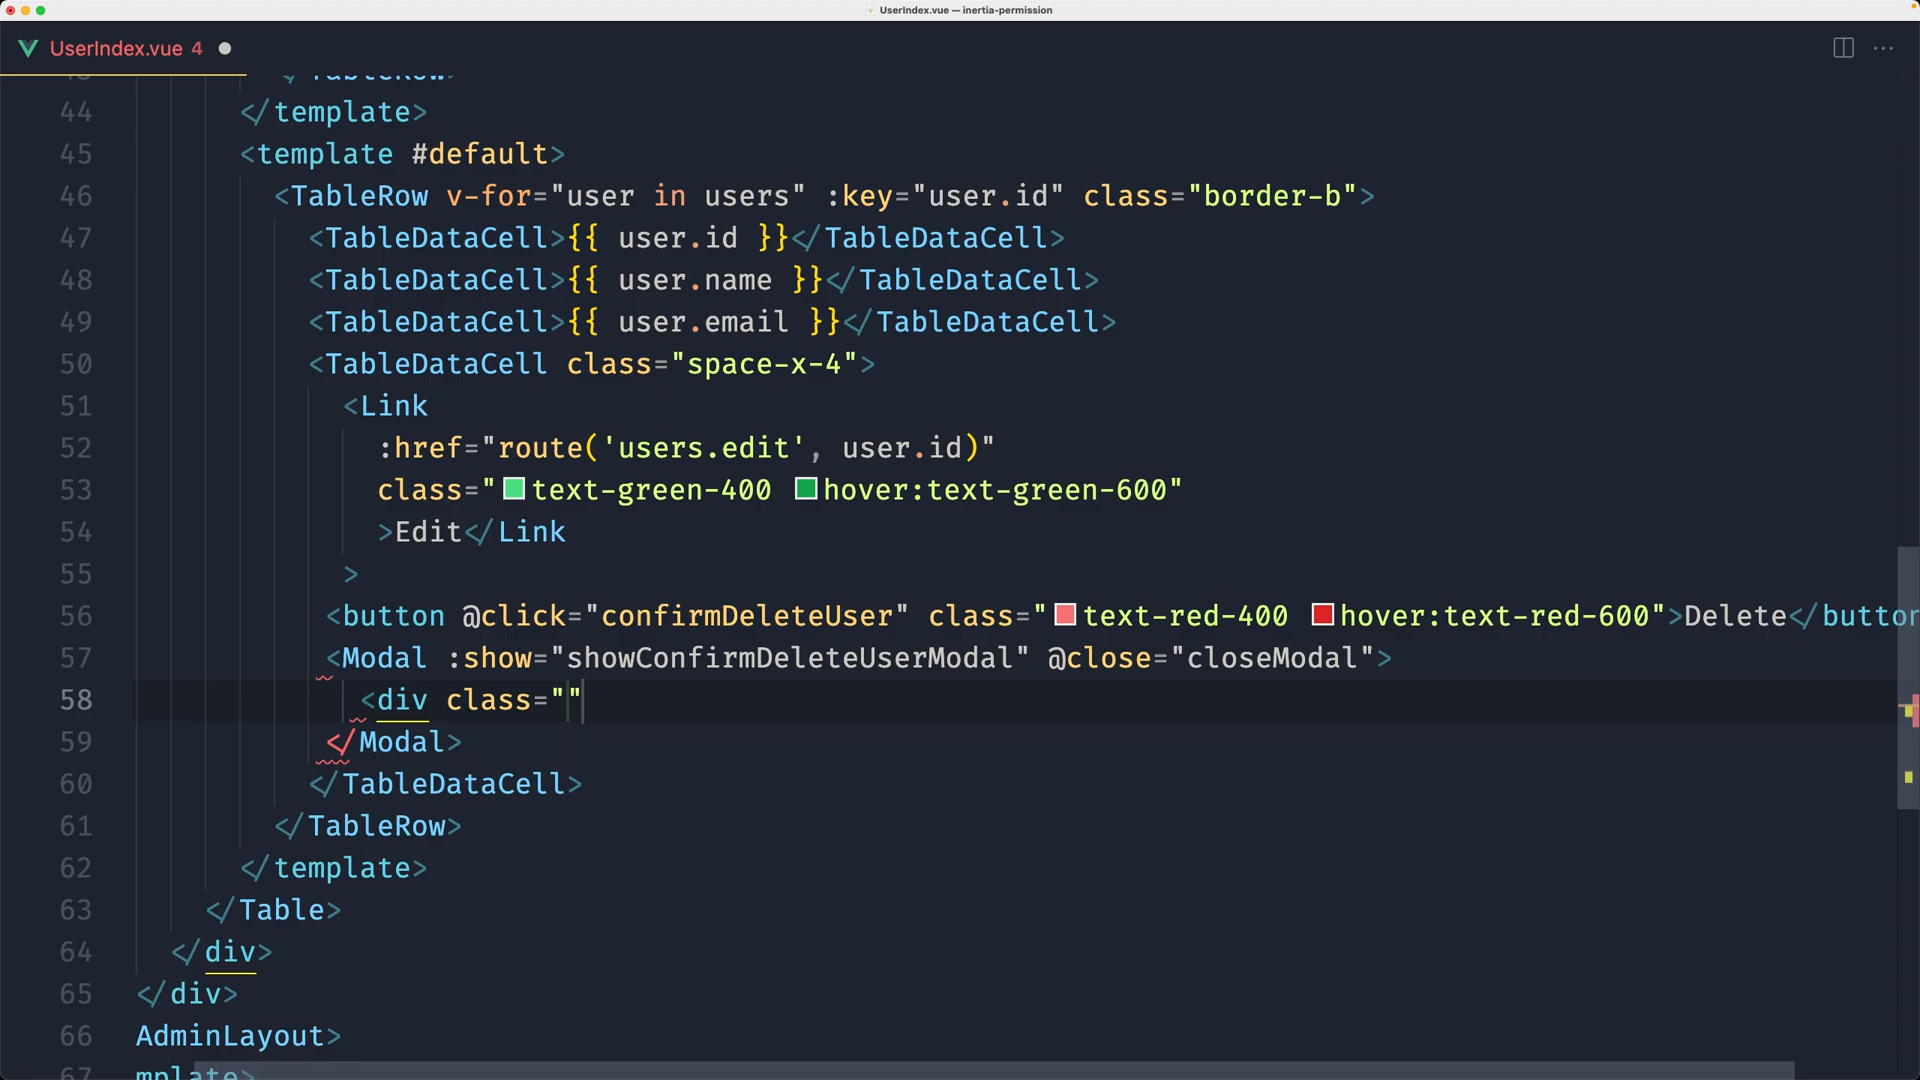 UserIndex.vue — inertia-permission
UserIndex.vue 4
44 </template>
45 <template #default>
46 <TableRow v-for="user in users" :key="user.id" class="border-b">
47 <TableDataCell>{{ user.id }}</TableDataCell>
48 <TableDataCell>{{ user.name }}</TableDataCell>
49 <TableDataCell>{{ user.email }}</TableDataCell>
50 <TableDataCell class="space-x-4">
51 <Link
52 :href="route('users.edit', user.id)"
53 class="text-green-400 hover:text-green-600"
54 >Edit</Link
55 >
56 <button @click="confirmDeleteUser" class="text-red-400 hover:text-red-600">Delete</button
57 <Modal :show="showConfirmDeleteUserModal" @close="closeModal">
58 <div class=""
59 </Modal>
60 </TableDataCell>
61 </TableRow>
62 </template>
63 </Table>
64 </div>
65 </div>
66 AdminLayout>
67 mplate>